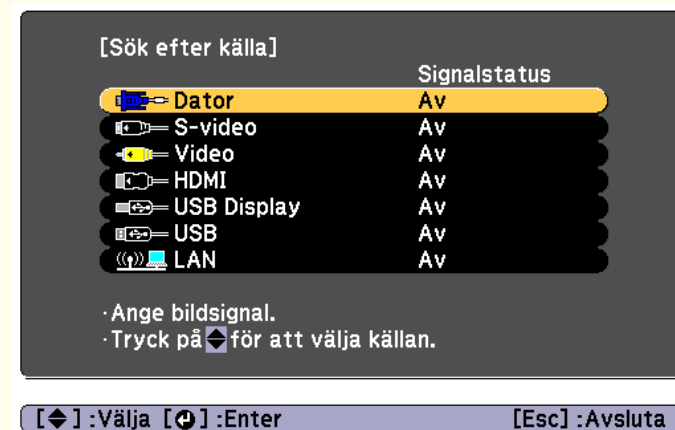 [Sök efter källa]
Signalstatus
Dator Av
S-video Av
Video Av
HDMI Av
USB Display Av
USB Av
LAN Av
·Ange bildsignal.
·Tryck på för att välja källan.
[ ] :Välja [ ] :Enter [Esc] :Avsluta